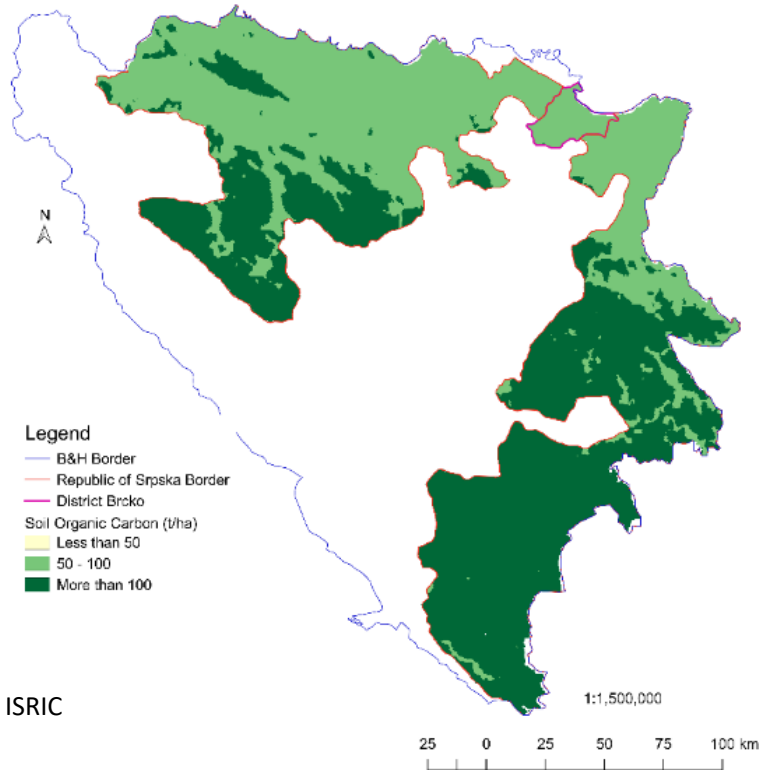 N
Legend
B&H Border
Republic of Srpska Border
District Brcko
Soil Organic Carbon (t/ha)
Less than 50
50 - 100
More than 100
ISRIC
1:1,500,000
25 0 25 50 75 100 km